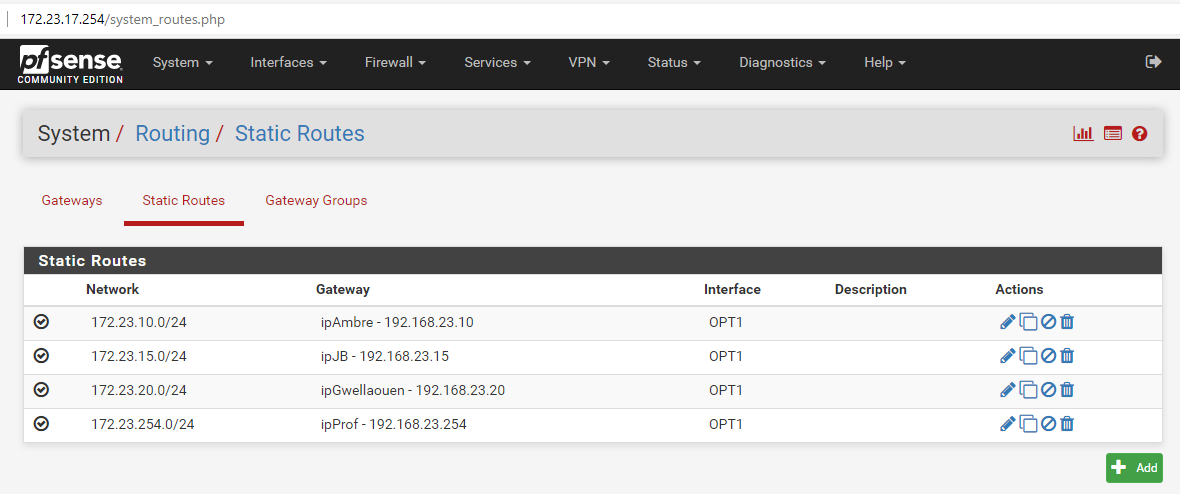 172.23.17.254/system_routes.php
pfsense COMMUNITY EDITION System Interfaces Firewall Services VPN Status Diagnostics Help
System / Routing / Static Routes
Gateways Static Routes Gateway Groups
Static Routes
Network Gateway Interface Description Actions
172.23.10.0/24 ipAmbre - 192.168.23.10 OPT1
172.23.15.0/24 ipJB - 192.168.23.15 OPT1
172.23.20.0/24 ipGwellaouen - 192.168.23.20 OPT1
172.23.254.0/24 ipProf - 192.168.23.254 OPT1
Add